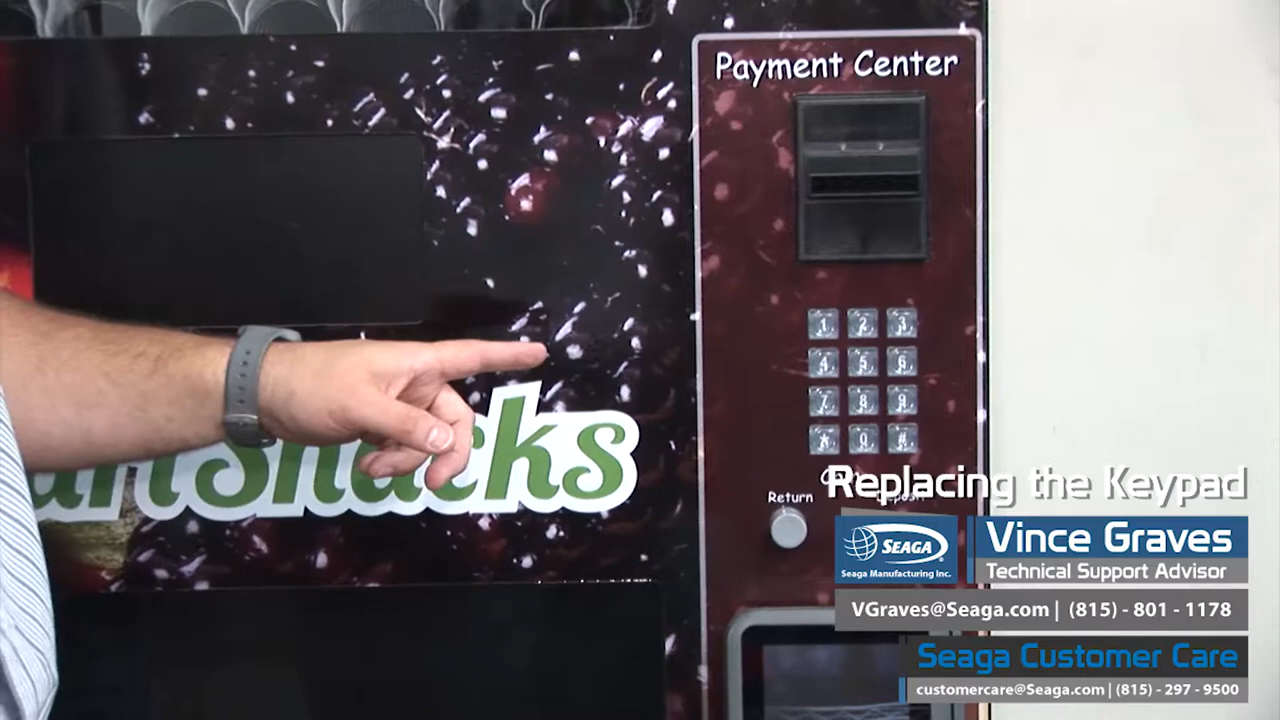 Payment Center
1 2 3
4 5 6
7 8 9
* 0 #
Replacing the Keypad
Return
SEAGA
Seaga Manufacturing Inc.
Vince Graves
Technical Support Advisor
VGraves@Seaga.com | (815) - 801 - 1178
Seaga Customer Care
customercare@Seaga.com | (815) - 297 - 9500
Snacks